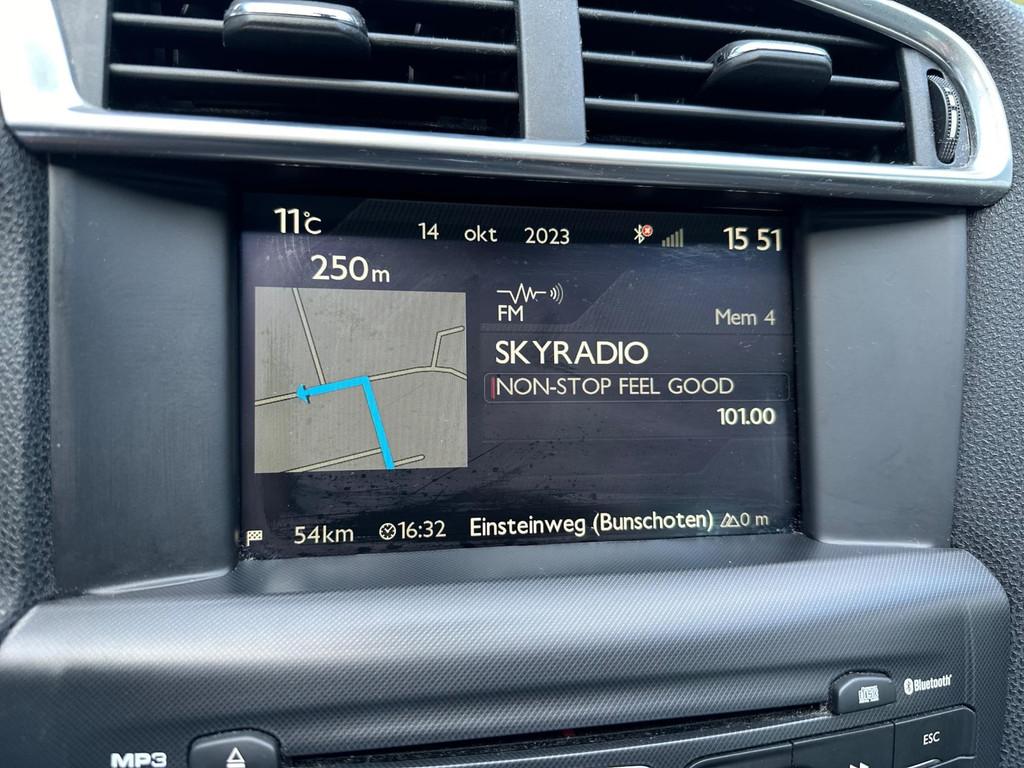 11°C 14 okt 2023 15 51
250 m
FM Mem 4
SKYRADIO
NON-STOP FEEL GOOD
101.00
54km 16:32 Einsteinweg (Bunschoten) 0 m
Bluetooth
ESC
MP3